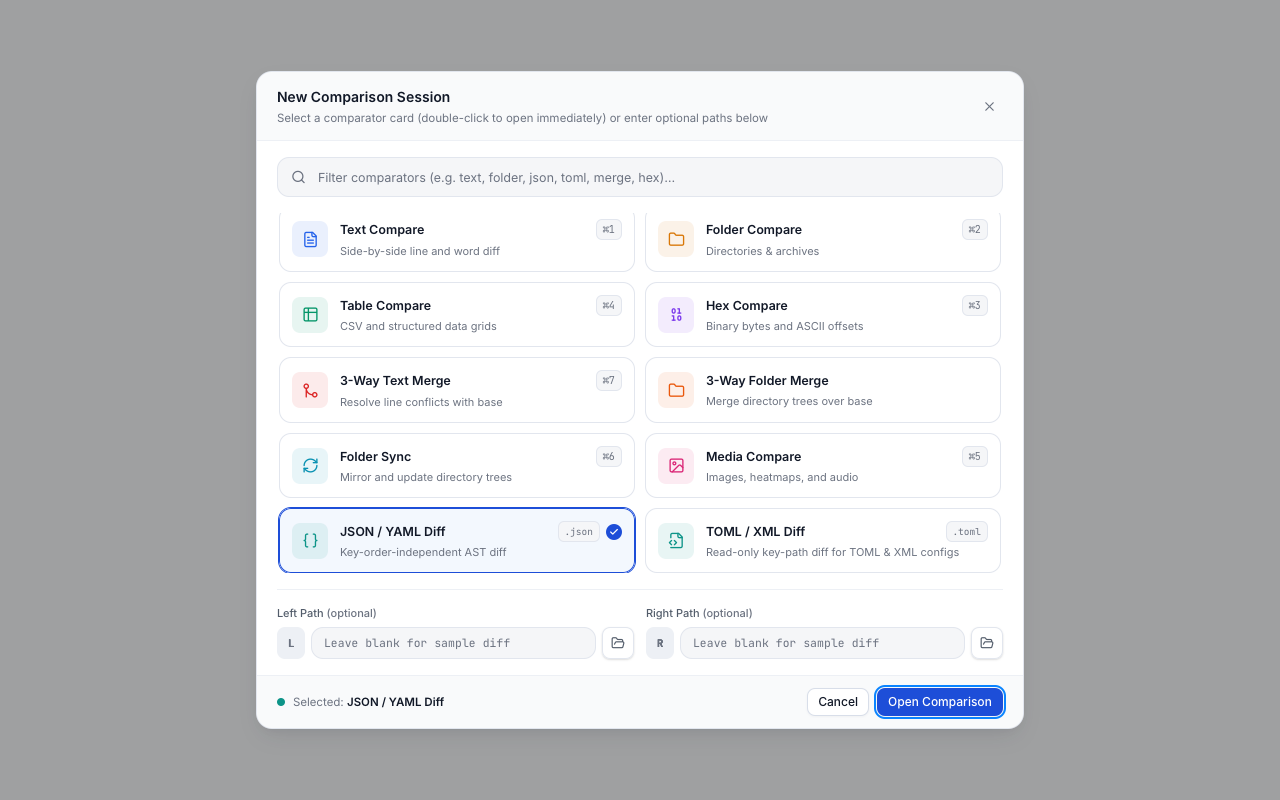 New Comparison Session
Select a comparator card (double-click to open immediately) or enter optional paths below
Filter comparators (e.g. text, folder, json, toml, merge, hex)...
Text Compare
⌘1
Side-by-side line and word diff
Folder Compare
⌘2
Directories & archives
Table Compare
⌘4
CSV and structured data grids
Hex Compare
⌘3
Binary bytes and ASCII offsets
3-Way Text Merge
⌘7
Resolve line conflicts with base
3-Way Folder Merge
Merge directory trees over base
Folder Sync
⌘6
Mirror and update directory trees
Media Compare
⌘5
Images, heatmaps, and audio
JSON / YAML Diff
.json
Key-order-independent AST diff
TOML / XML Diff
.toml
Read-only key-path diff for TOML & XML configs
Left Path (optional)
L
Leave blank for sample diff
Right Path (optional)
R
Leave blank for sample diff
Selected: JSON / YAML Diff
Cancel
Open Comparison